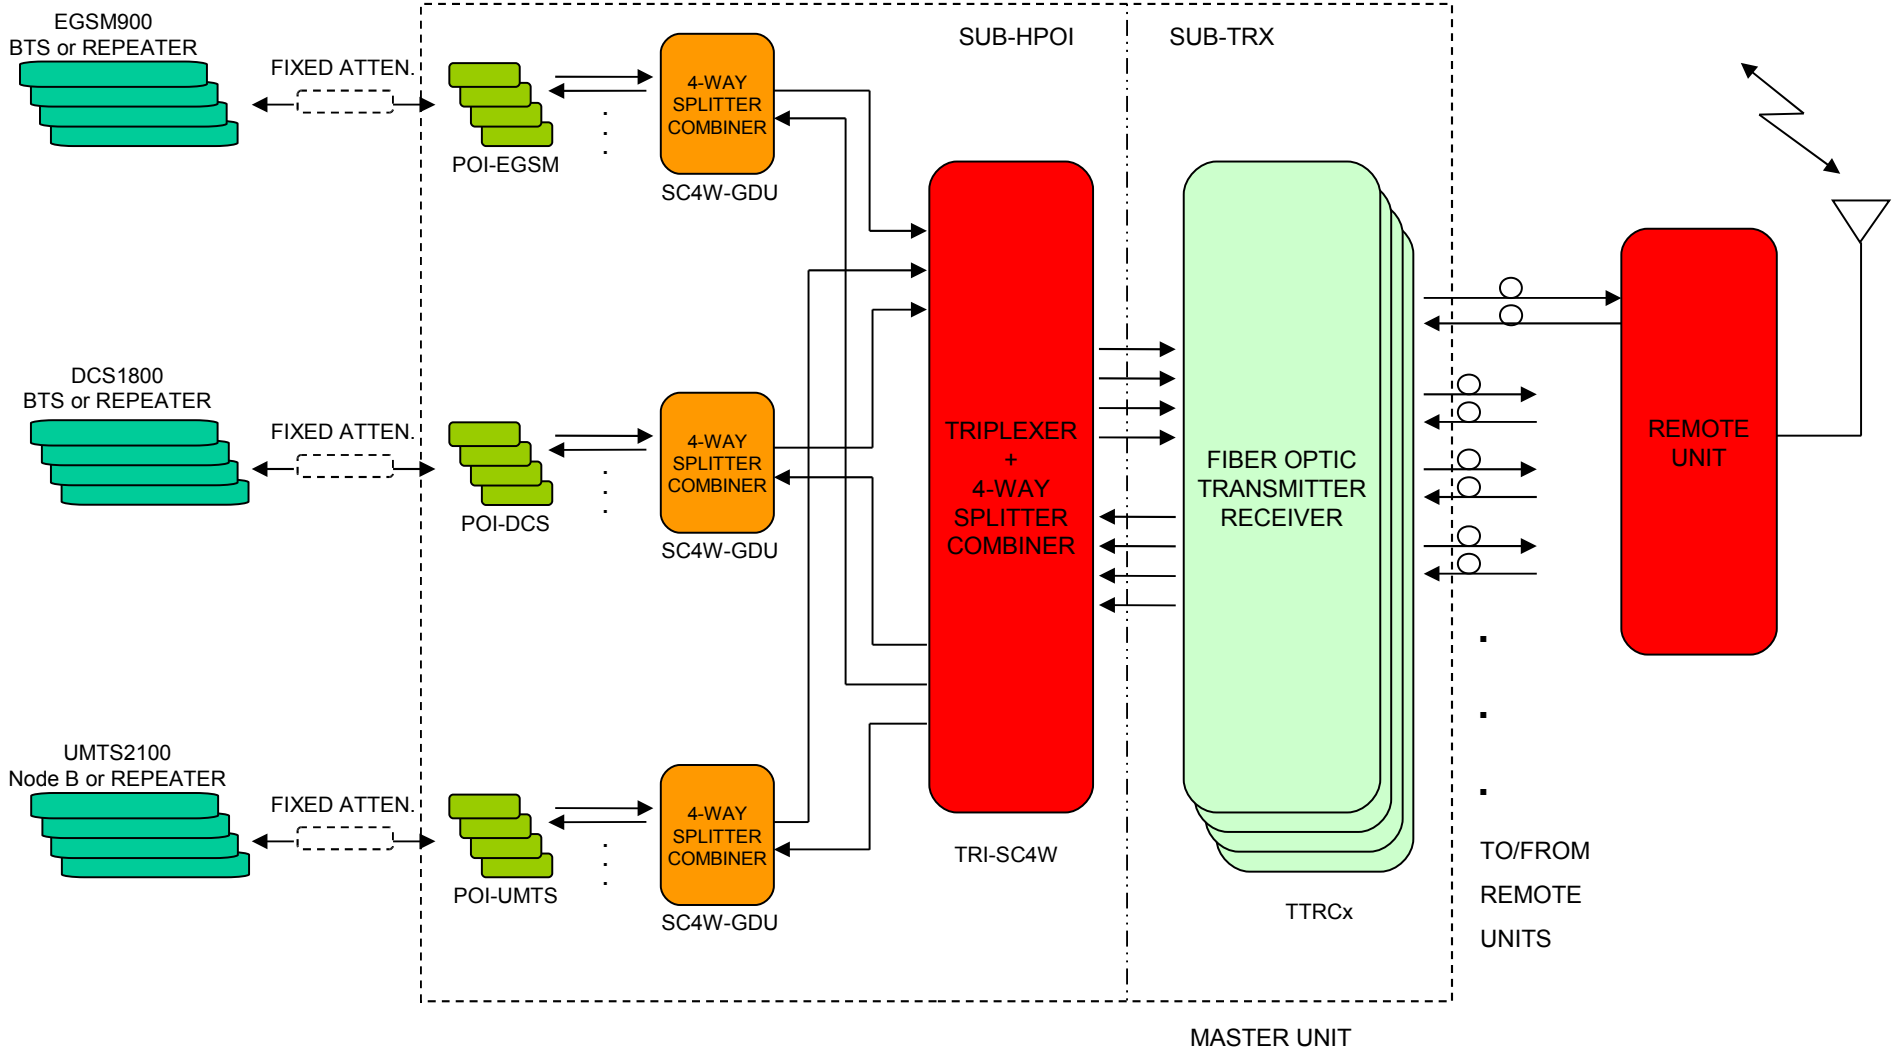 EGSM900
BTS or REPEATER
FIXED ATTEN.
POI-EGSM
4-WAY
SPLITTER
COMBINER
SC4W-GDU
SUB-HPOI
SUB-TRX
DCS1800
BTS or REPEATER
FIXED ATTEN.
POI-DCS
4-WAY
SPLITTER
COMBINER
SC4W-GDU
TRIPLEXER
+
4-WAY
SPLITTER
COMBINER
TRI-SC4W
FIBER OPTIC
TRANSMITTER
RECEIVER
TTRCx
REMOTE
UNIT
UMTS2100
Node B or REPEATER
FIXED ATTEN.
POI-UMTS
4-WAY
SPLITTER
COMBINER
SC4W-GDU
TO/FROM
REMOTE
UNITS
MASTER UNIT